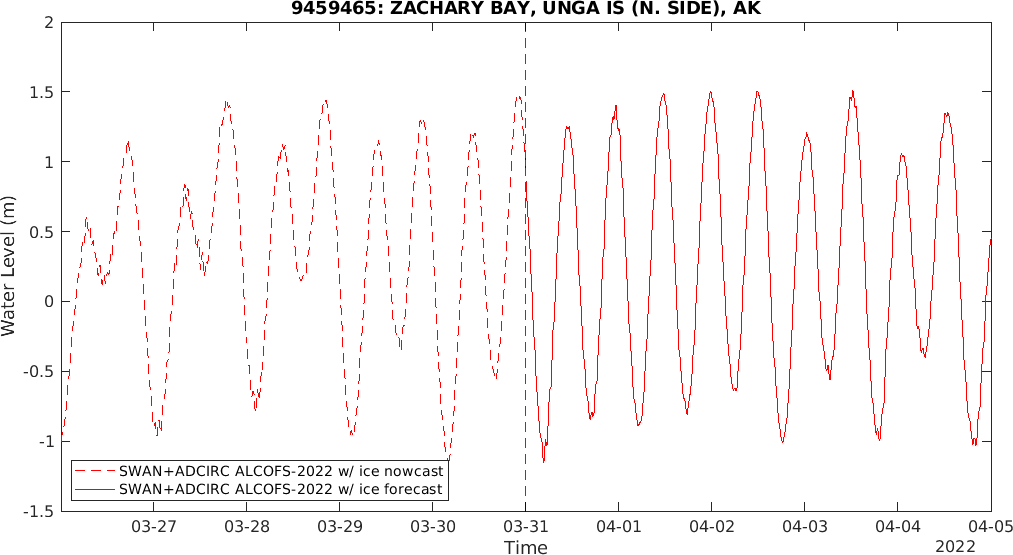 9459465: ZACHARY BAY, UNGA IS (N. SIDE), AK
Water Level (m)
2
1.5
1
0.5
0
-0.5
-1
-1.5
SWAN+ADCIRC ALCOFS-2022 w/ ice nowcast
SWAN+ADCIRC ALCOFS-2022 w/ ice forecast
03-27 03-28 03-29 03-30 03-31 04-01 04-02 04-03 04-04 04-05
Time
2022